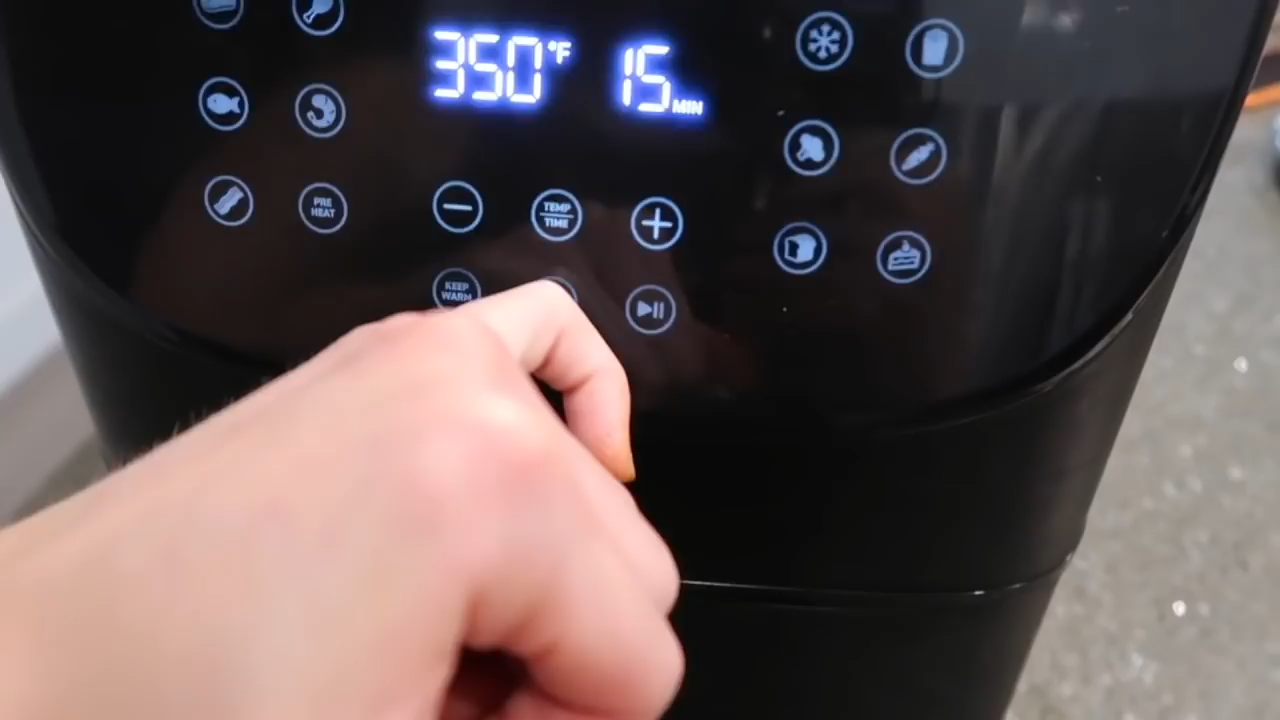 350°F 15 MIN
PRE
HEAT
−
TEMP
TIME
+
KEEP
WARM